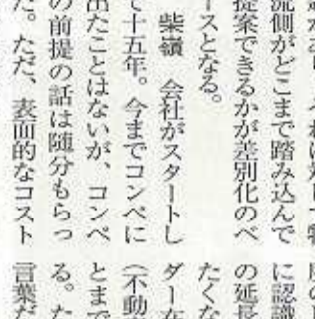 流側がどこまで踏み込んで
提案できるかが差別化のベ
ースとなる。
柴嶺　会社がスタートし
て十五年。今までコンペに
出たことはないが、コンペ
の前提の話は随分もらっ
た。ただ、表面的なコスト
に認識
の延長
たくな
ダー在
(不動
とまで
る。た
言葉だ